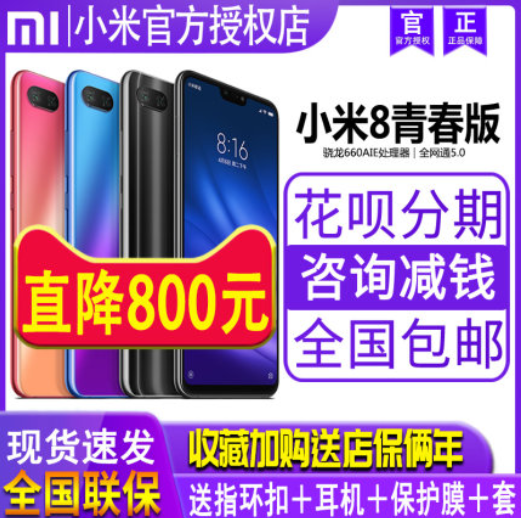 mi 小米官方授权店
官 正
官方授权 正品保障
小米8青春版
骁龙660AIE处理器 | 全网通5.0
8:16
花呗分期
直降800元
咨询减钱
全国包邮
现货速发
收藏加购送店保俩年
全国联保
送指环扣+耳机+保护膜+套